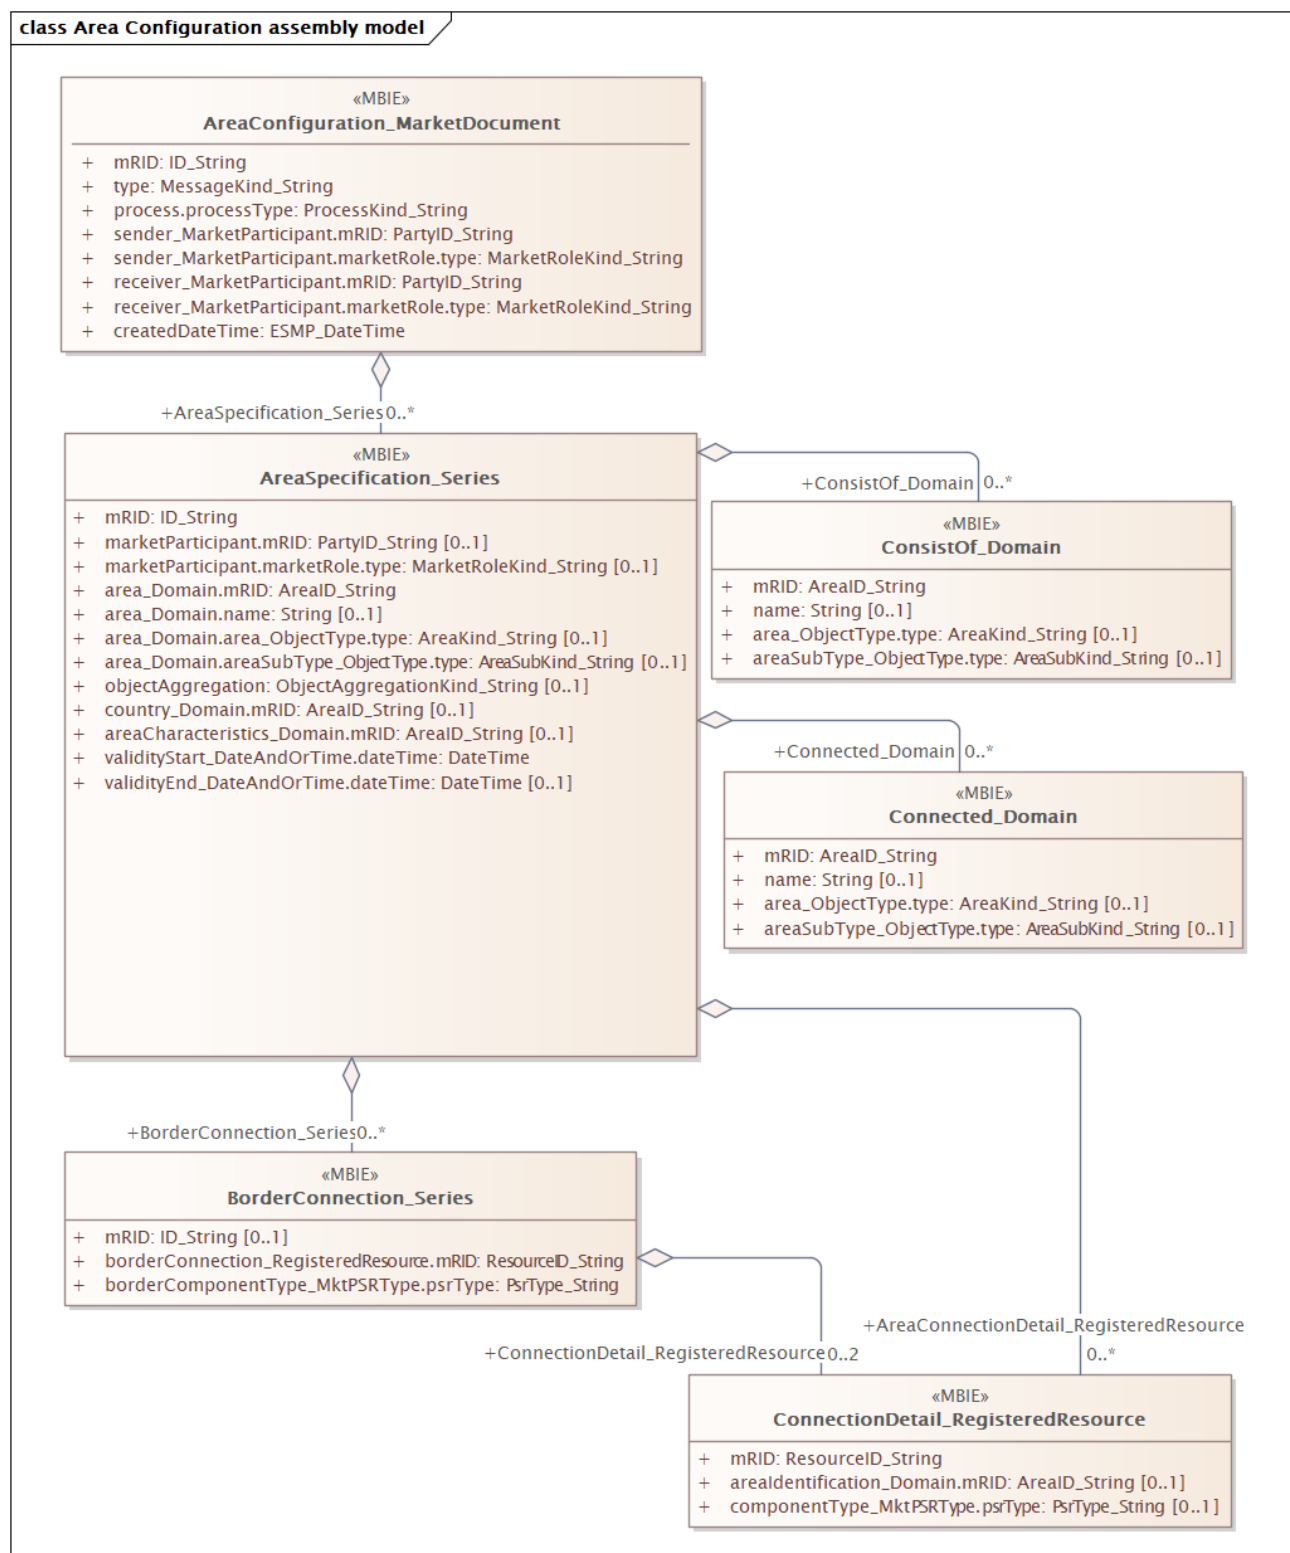 class Area Configuration assembly model
«MBIE»
AreaConfiguration_MarketDocument
+ mRID: ID_String
+ type: MessageKind_String
+ process.processType: ProcessKind_String
+ sender_MarketParticipant.mRID: PartyID_String
+ sender_MarketParticipant.marketRole.type: MarketRoleKind_String
+ receiver_MarketParticipant.mRID: PartyID_String
+ receiver_MarketParticipant.marketRole.type: MarketRoleKind_String
+ createdDateTime: ESMP_DateTime
+AreaSpecification_Series 0..*
«MBIE»
AreaSpecification_Series
+ mRID: ID_String
+ marketParticipant.mRID: PartyID_String [0..1]
+ marketParticipant.marketRole.type: MarketRoleKind_String [0..1]
+ area_Domain.mRID: AreaID_String
+ area_Domain.name: String [0..1]
+ area_Domain.area_ObjectType.type: AreaKind_String [0..1]
+ area_Domain.areaSubType_ObjectType.type: AreaSubKind_String [0..1]
+ objectAggregation: ObjectAggregationKind_String [0..1]
+ country_Domain.mRID: AreaID_String [0..1]
+ areaCharacteristics_Domain.mRID: AreaID_String [0..1]
+ validityStart_DateAndOrTime.dateTime: DateTime
+ validityEnd_DateAndOrTime.dateTime: DateTime [0..1]
+ConsistOf_Domain 0..*
«MBIE»
ConsistOf_Domain
+ mRID: AreaID_String
+ name: String [0..1]
+ area_ObjectType.type: AreaKind_String [0..1]
+ areaSubType_ObjectType.type: AreaSubKind_String [0..1]
+Connected_Domain 0..*
«MBIE»
Connected_Domain
+ mRID: AreaID_String
+ name: String [0..1]
+ area_ObjectType.type: AreaKind_String [0..1]
+ areaSubType_ObjectType.type: AreaSubKind_String [0..1]
+BorderConnection_Series 0..*
«MBIE»
BorderConnection_Series
+ mRID: ID_String [0..1]
+ borderConnection_RegisteredResource.mRID: ResourceID_String
+ borderComponentType_MktPSRType.psrType: PsrType_String
+AreaConnectionDetail_RegisteredResource
+ConnectionDetail_RegisteredResource 0..2
0..*
«MBIE»
ConnectionDetail_RegisteredResource
+ mRID: ResourceID_String
+ areaIdentification_Domain.mRID: AreaID_String [0..1]
+ componentType_MktPSRType.psrType: PsrType_String [0..1]